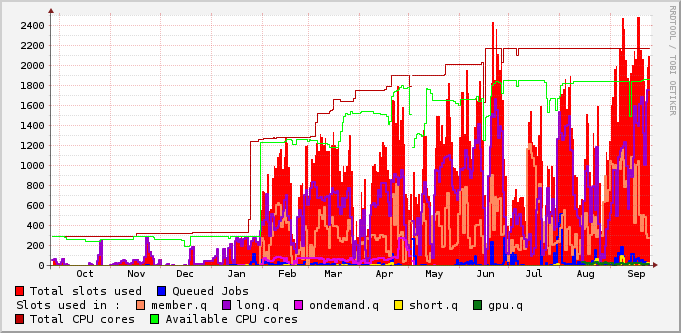 2400
2200
2000
1800
1600
1400
1200
1000
800
600
400
200
0
Oct Nov Dec Jan Feb Mar Apr May Jun Jul Aug Sep
Total slots used Queued Jobs
Slots used in : member.q long.q ondemand.q short.q gpu.q
Total CPU cores Available CPU cores
RRDTOOL / TOBI OETIKER